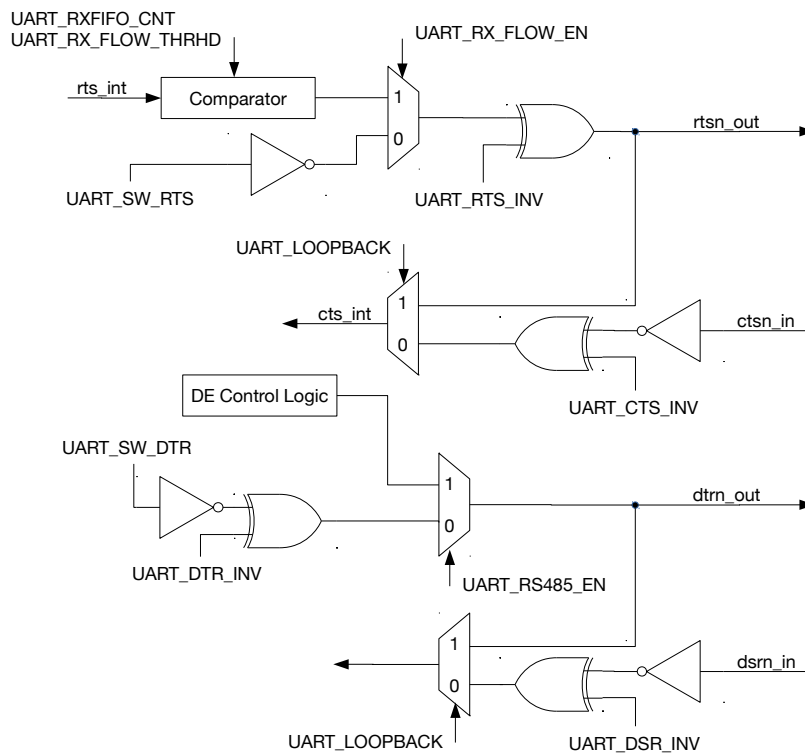 UART_RXFIFO_CNT
UART_RX_FLOW_THRHD
UART_RX_FLOW_EN
rts_int
Comparator
1
rtsn_out
0
UART_SW_RTS
UART_RTS_INV
UART_LOOPBACK
1
cts_int
ctsn_in
0
DE Control Logic
UART_CTS_INV
UART_SW_DTR
1
dtrn_out
0
UART_DTR_INV
UART_RS485_EN
1
dsrn_in
0
UART_LOOPBACK
UART_DSR_INV